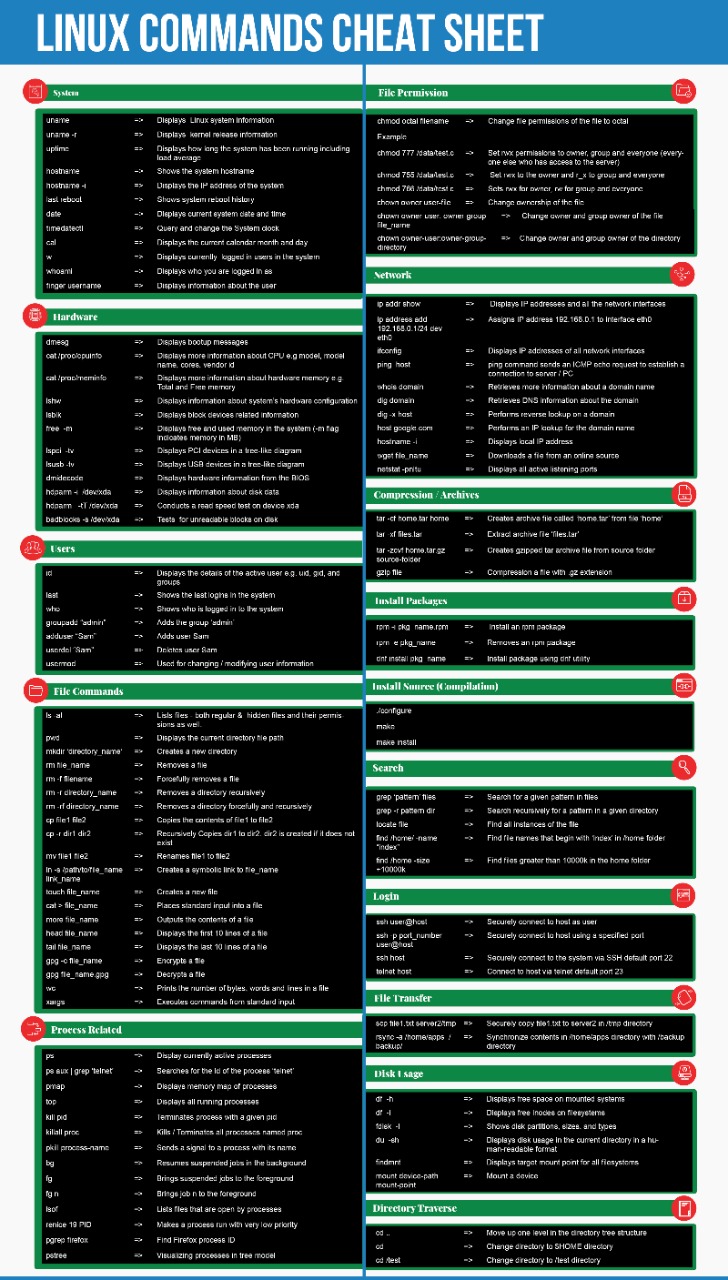 LINUX COMMANDS CHEAT SHEET
System
uname => Displays Linux system information
uname -r => Displays kernel release information
uptime => Displays how long the system has been running including
load average
hostname => Shows the system hostname
hostname -i => Displays the IP address of the system
last reboot => Shows system reboot history
date => Displays current system date and time
timedatectl => Query and change the System clock
cal => Displays the current calendar month and day
w => Displays currently logged in users in the system
whoami => Displays who you are logged in as
finger username => Displays information about the user
Hardware
dmesg => Displays bootup messages
cat /proc/cpuinfo => Displays more information about CPU e.g model, model
name, cores, vendor id
cat /proc/meminfo => Displays more information about hardware memory e.g.
Total and Free memory
lshw => Displays information about system's hardware configuration
lsblk => Displays block devices related information
free -m => Displays free and used memory in the system (-m flag
indicates memory in MB)
lspci -tv => Displays PCI devices in a tree-like diagram
lsusb -tv => Displays USB devices in a tree-like diagram
dmidecode => Displays hardware information from the BIOS
hdparm -i /dev/xda => Displays information about disk data
hdparm -tT /dev/xda => Conducts a read speed test on device xda
badblocks -s /dev/xda => Tests for unreadable blocks on disk
Users
id => Displays the details of the active user e.g. uid, gid, and
groups
last => Shows the last logins in the system
who => Shows who is logged in to the system
groupadd "admin" => Adds the group 'admin'
adduser "Sam" => Adds user Sam
userdel "Sam" => Deletes user Sam
usermod => Used for changing / modifying user information
File Commands
ls -al => Lists files - both regular & hidden files and their permis-
sions as well.
pwd => Displays the current directory file path
mkdir 'directory_name' => Creates a new directory
rm file_name => Removes a file
rm -f filename => Forcefully removes a file
rm -r directory_name => Removes a directory recursively
rm -rf directory_name => Removes a directory forcefully and recursively
cp file1 file2 => Copies the contents of file1 to file2
cp -r dir1 dir2 => Recursively Copies dir1 to dir2. dir2 is created if it does not
exist
mv file1 file2 => Renames file1 to file2
ln -s /path/to/file_name => Creates a symbolic link to file_name
link_name
touch file_name => Creates a new file
cat > file_name => Places standard input into a file
more file_name => Outputs the contents of a file
head file_name => Displays the first 10 lines of a file
tail file_name => Displays the last 10 lines of a file
gpg -c file_name => Encrypts a file
gpg file_name.gpg => Decrypts a file
wc => Prints the number of bytes, words and lines in a file
xargs => Executes commands from standard input
Process Related
ps => Display currently active processes
ps aux | grep 'telnet' => Searches for the id of the process 'telnet'
pmap => Displays memory map of processes
top => Displays all running processes
kill pid => Terminates process with a given pid
killall proc => Kills / Terminates all processes named proc
pkill process-name => Sends a signal to a process with its name
bg => Resumes suspended jobs in the background
fg => Brings suspended jobs to the foreground
fg n => Brings job n to the foreground
lsof => Lists files that are open by processes
renice 19 PID => Makes a process run with very low priority
pgrep firefox => Find Firefox process ID
pstree => Visualizing processes in tree model
File Permission
chmod octal filename => Change file permissions of the file to octal
Example
chmod 777 /data/test.c => Set rwx permissions to owner, group and everyone (every-
one else who has access to the server)
chmod 755 /data/test.c => Set rwx to the owner and r_x to group and everyone
chmod 766 /data/test.c => Sets rwx for owner, rw for group and everyone
chown owner user-file => Change ownership of the file
chown owner-user: owner-group => Change owner and group owner of the file
file_name
chown owner-user:owner-group- => Change owner and group owner of the directory
directory
Network
ip addr show => Displays IP addresses and all the network interfaces
ip address add => Assigns IP address 192.168.0.1 to interface eth0
192.168.0.1/24 dev
eth0
ifconfig => Displays IP addresses of all network interfaces
ping host => ping command sends an ICMP echo request to establish a
connection to server / PC
whois domain => Retrieves more information about a domain name
dig domain => Retrieves DNS information about the domain
dig -x host => Performs reverse lookup on a domain
host google.com => Performs an IP lookup for the domain name
hostname -i => Displays local IP address
wget file_name => Downloads a file from an online source
netstat -pnltu => Displays all active listening ports
Compression / Archives
tar -cf home.tar home => Creates archive file called 'home.tar' from file 'home'
tar -xf files.tar => Extract archive file 'files.tar'
tar -zcvf home.tar.gz => Creates gzipped tar archive file from source folder
source-folder
gzip file => Compression a file with .gz extension
Install Packages
rpm -i pkg_name.rpm => Install an rpm package
rpm -e pkg_name => Removes an rpm package
dnf install pkg_name => Install package using dnf utility
Install Source (Compilation)
./configure
make
make install
Search
grep 'pattern' files => Search for a given pattern in files
grep -r pattern dir => Search recursively for a pattern in a given directory
locate file => Find all instances of the file
find /home/ -name => Find file names that begin with 'index' in /home folder
"index"
find /home -size => Find files greater than 10000k in the home folder
+10000k
Login
ssh user@host => Securely connect to host as user
ssh -p port_number => Securely connect to host using a specified port
user@host
ssh host => Securely connect to the system via SSH default port 22
telnet host => Connect to host via telnet default port 23
File Transfer
scp file1.txt server2/tmp => Securely copy file1.txt to server2 in /tmp directory
rsync -a /home/apps / => Synchronize contents in /home/apps directory with /backup
backup/ directory
Disk Usage
df -h => Displays free space on mounted systems
df -i => Displays free inodes on filesystems
fdisk -l => Shows disk partitions, sizes, and types
du -sh => Displays disk usage in the current directory in a hu-
man-readable format
findmnt => Displays target mount point for all filesystems
mount device-path => Mount a device
mount-point
Directory Traverse
cd .. => Move up one level in the directory tree structure
cd => Change directory to $HOME directory
cd /test => Change directory to /test directory